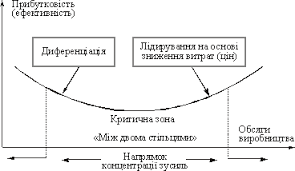 Прибутковість
(ефективність)
Диференціація
Лідирування на основі
зниження витрат (цін)
Критична зона
«Між двома стільцями»
Обсяги
виробництва
Напрямок
концентрації зусиль